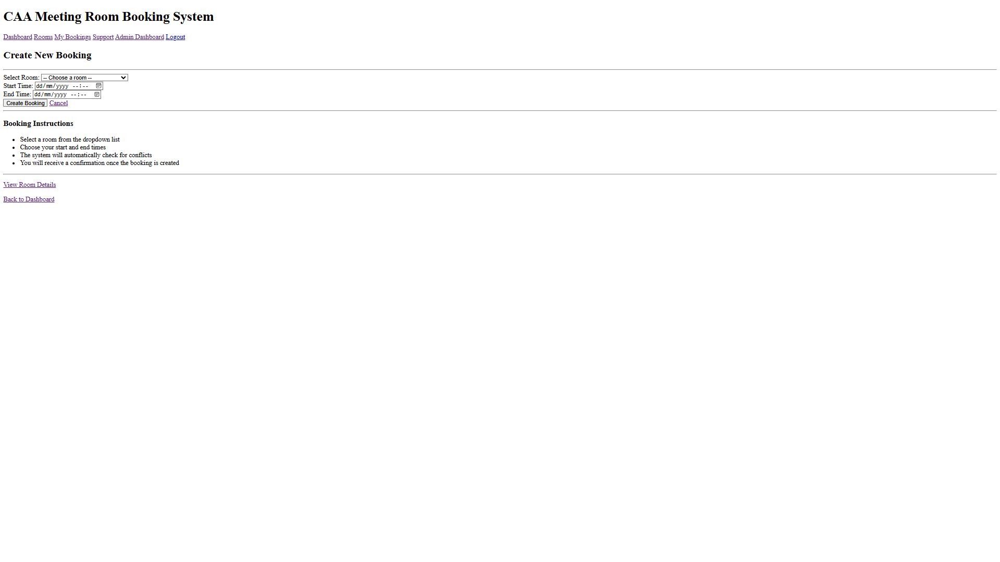 CAA Meeting Room Booking System
Dashboard Rooms My Bookings Support Admin Dashboard Logout
Create New Booking
Select Room: -- Choose a room --
Start Time: dd/mm/yyyy --:--
End Time: dd/mm/yyyy --:--
Create Booking Cancel
Booking Instructions
Select a room from the dropdown list
Choose your start and end times
The system will automatically check for conflicts
You will receive a confirmation once the booking is created
View Room Details
Back to Dashboard